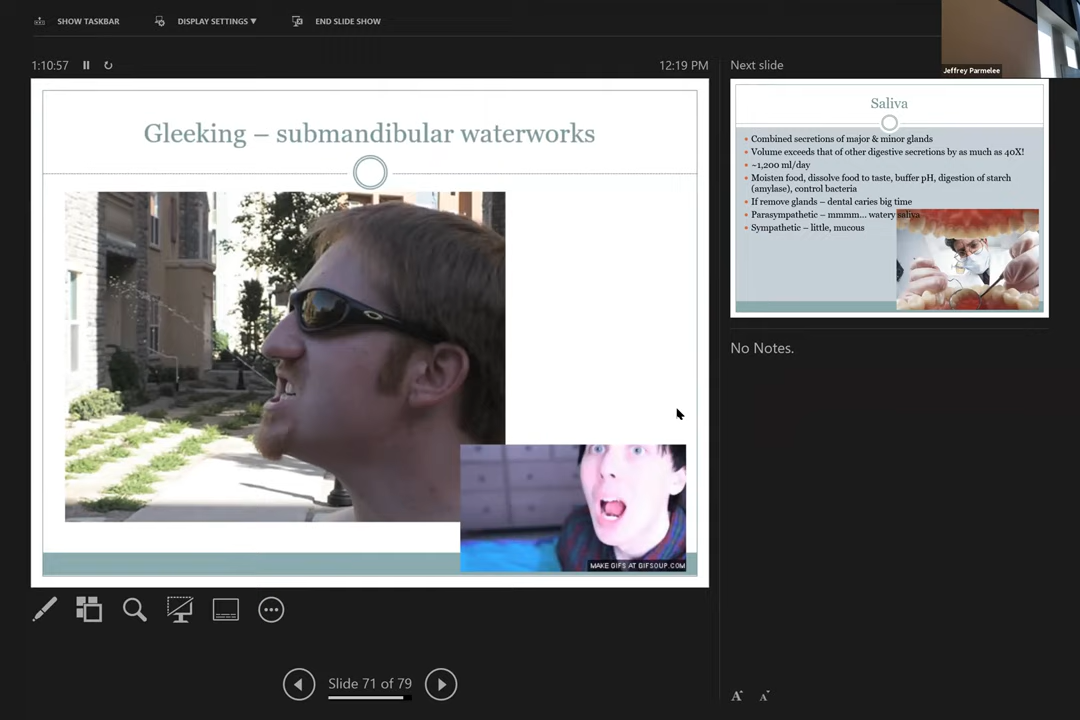 SHOW TASKBAR
DISPLAY SETTINGS ▼
END SLIDE SHOW
Jeffrey Parmelee
1:10:57
12:19 PM
Next slide
Gleeking – submandibular waterworks
MAKE GIFS AT GIFSOUP.COM
Saliva
• Combined secretions of major & minor glands
• Volume exceeds that of other digestive secretions by as much as 40X!
• ~1,200 ml/day
• Moisten food, dissolve food to taste, buffer pH, digestion of starch
(amylase), control bacteria
• If remove glands – dental caries big time
• Parasympathetic – mmmm... watery saliva
• Sympathetic – little, mucous
No Notes.
Slide 71 of 79
A A